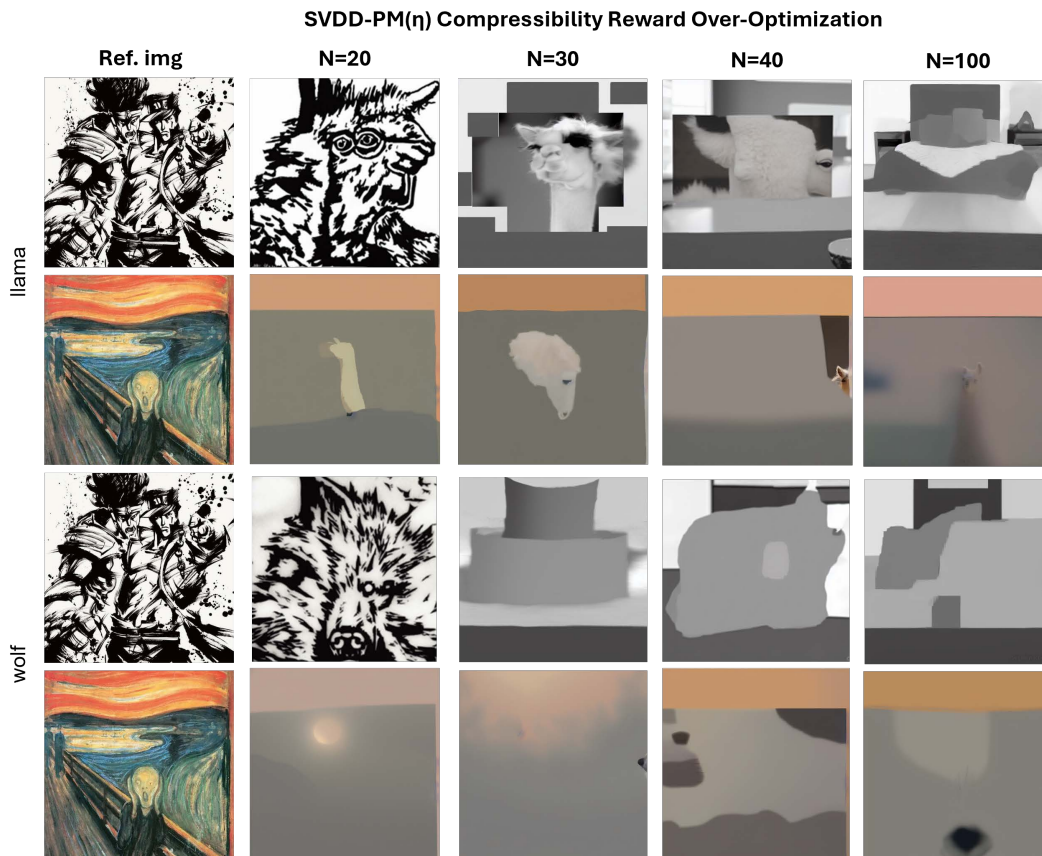 SVDD-PM(η) Compressibility Reward Over-Optimization
Ref. img N=20 N=30 N=40 N=100
llama
wolf